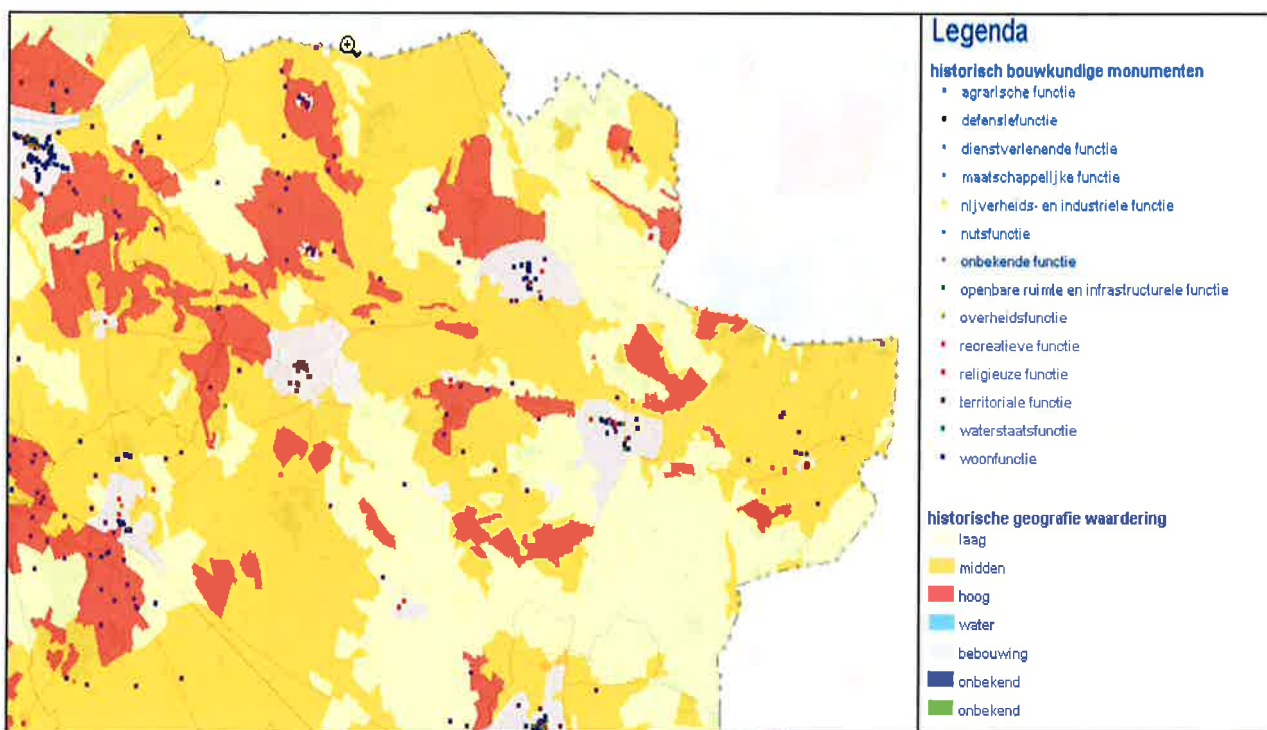 Legenda
historisch bouwkundige monumenten
agrarische functie
defensiefunctie
dienstverlenende functie
maatschappelijke functie
nijverheids- en industriele functie
nutsfunctie
onbekende functie
openbare ruimte en infrastructurele functie
overheidsfunctie
recreatieve functie
religieuze functie
territoriale functie
waterstaatsfunctie
woonfunctie
historische geografie waardering
laag
midden
hoog
water
bebouwing
onbekend
onbekend